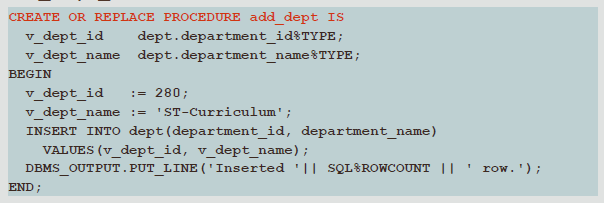 CREATE OR REPLACE PROCEDURE add_dept IS
  v_dept_id    dept.department_id%TYPE;
  v_dept_name  dept.department_name%TYPE;
BEGIN
  v_dept_id   := 280;
  v_dept_name := 'ST-Curriculum';
  INSERT INTO dept(department_id, department_name)
    VALUES(v_dept_id, v_dept_name);
  DBMS_OUTPUT.PUT_LINE('Inserted '|| SQL%ROWCOUNT || ' row.');
END;